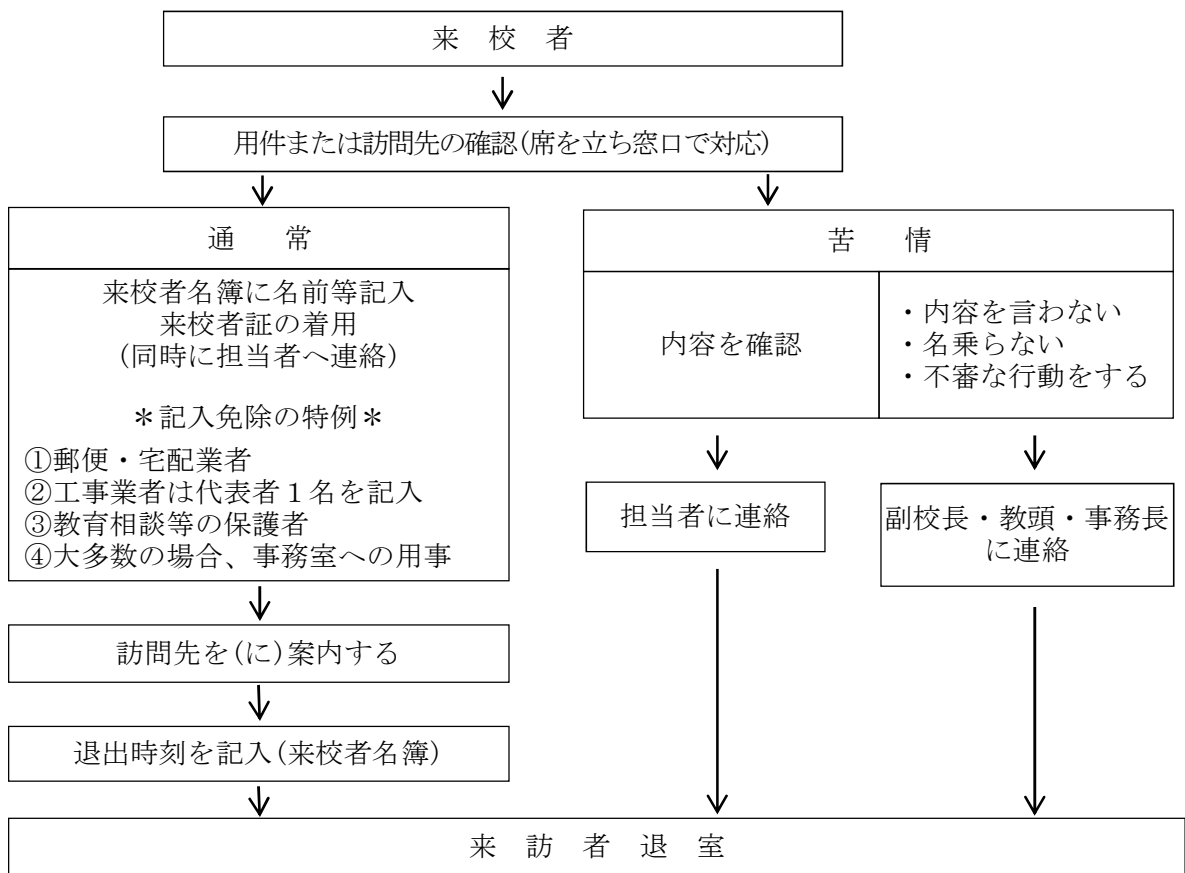 来校者
用件または訪問先の確認(席を立ち窓口で対応)
通常
来校者名簿に名前等記入
来校者証の着用
(同時に担当者へ連絡)
＊記入免除の特例＊
①郵便・宅配業者
②工事業者は代表者１名を記入
③教育相談等の保護者
④大多数の場合、事務室への用事
訪問先を(に)案内する
退出時刻を記入(来校者名簿)
苦情
内容を確認
・内容を言わない
・名乗らない
・不審な行動をする
担当者に連絡
副校長・教頭・事務長
に連絡
来訪者退室